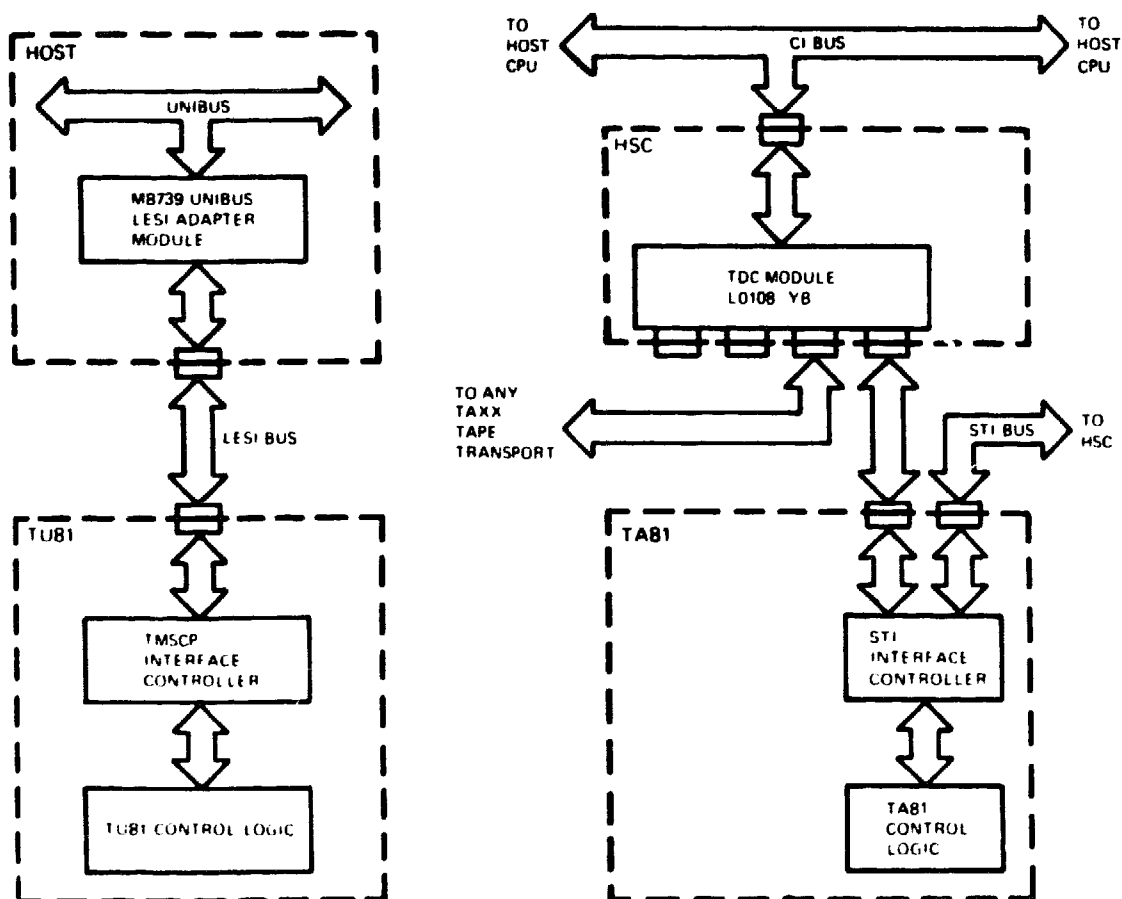 HOST
UNIBUS
M8739 UNIBUS
LESI ADAPTER
MODULE
LESI BUS
TU81
TMSCP
INTERFACE
CONTROLLER
TU81 CONTROL LOGIC
TO
HOST
CPU
CI BUS
TO
HOST
CPU
HSC
TDC MODULE
L0108 YB
TO ANY
TAXX
TAPE
TRANSPORT
STI BUS
TO
HSC
TA81
STI
INTERFACE
CONTROLLER
TA81
CONTROL
LOGIC